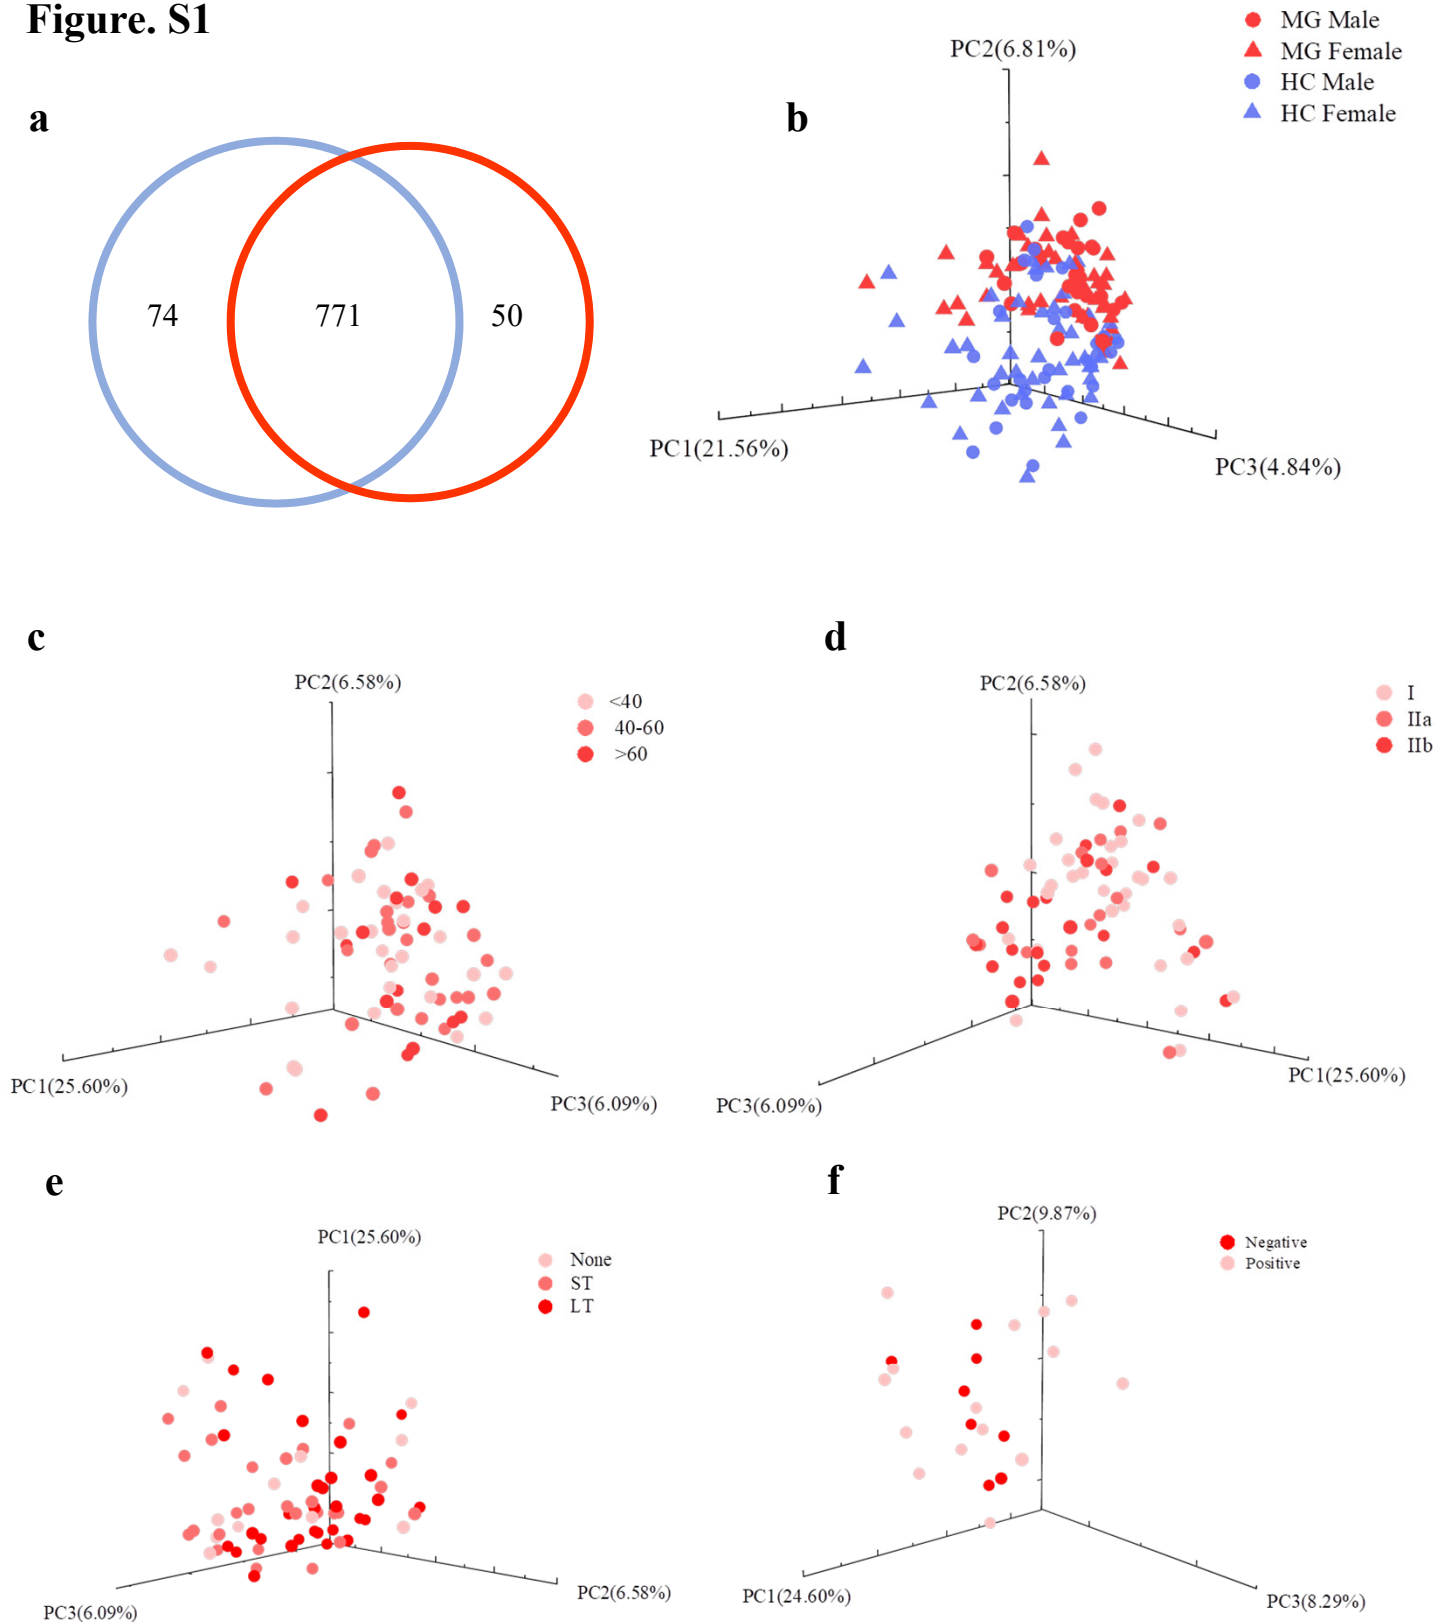 Figure. S1
a
74
771
50
b
PC2(6.81%)
PC1(21.56%)
PC3(4.84%)
MG Male
MG Female
HC Male
HC Female
c
PC2(6.58%)
PC1(25.60%)
PC3(6.09%)
<40
40-60
>60
d
PC2(6.58%)
PC3(6.09%)
PC1(25.60%)
I
IIa
IIb
e
PC1(25.60%)
PC3(6.09%)
PC2(6.58%)
None
ST
LT
f
PC2(9.87%)
PC1(24.60%)
PC3(8.29%)
Negative
Positive